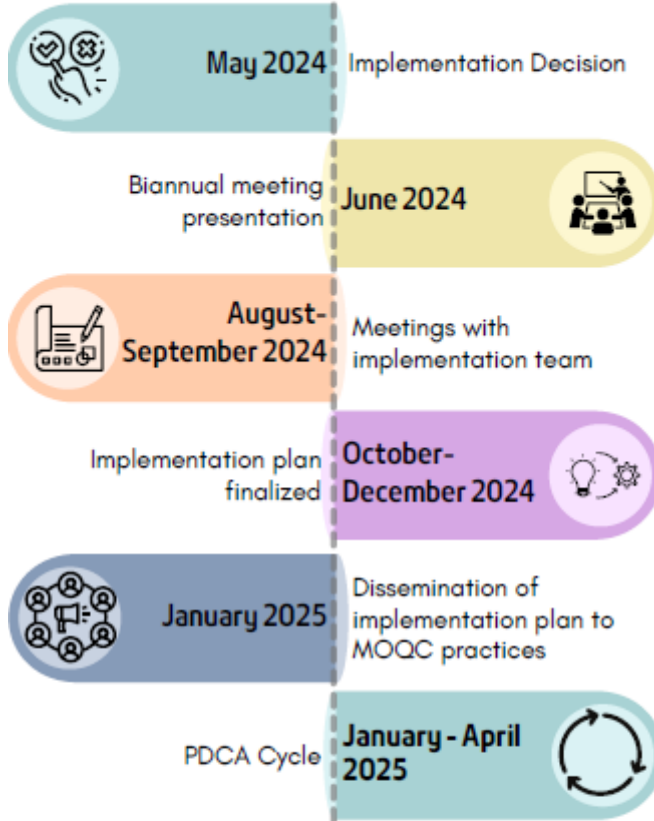 May 2024
Implementation Decision
Biannual meeting
presentation
June 2024
August-
September 2024
Meetings with
implementation team
Implementation plan
finalized
October-
December 2024
January 2025
Dissemination of
implementation plan to
MOQC practices
PDCA Cycle
January - April
2025